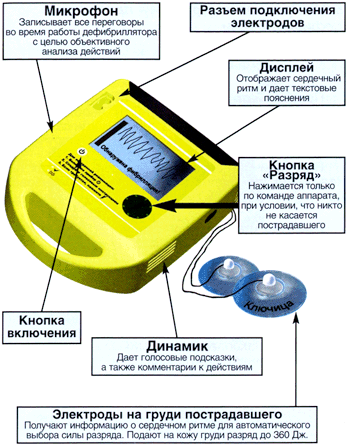 Микрофон
Записывает все переговоры
во время работы дефибриллятора
с целью объективного
анализа действий
Разъем подключения
электродов
Дисплей
Отображает сердечный
ритм и дает текстовые
пояснения
Обнаружена фибрилляция!
Кнопка
«Разряд»
Нажимается только
по команде аппарата,
при условии, что никто
не касается
пострадавшего
Ключица
Кнопка
включения
Динамик
Дает голосовые подсказки,
а также комментарии к действиям
Электроды на груди пострадавшего
Получают информацию о сердечном ритме для автоматического
выбора силы разряда. Подают на кожу груди разряд до 360 Дж.